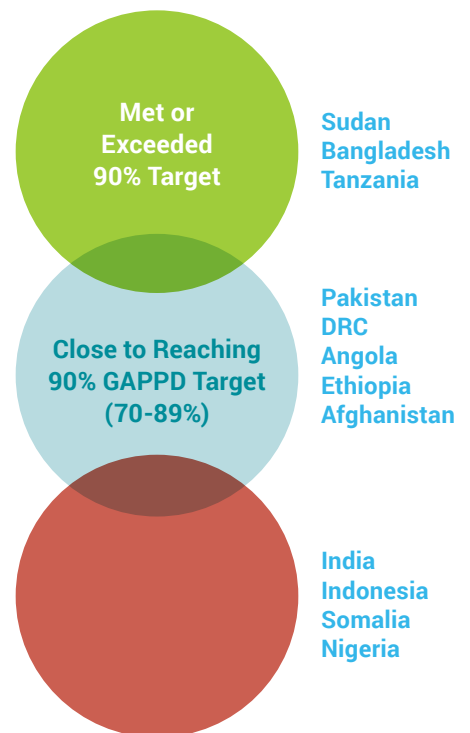 Met or
Exceeded
90% Target
Sudan
Bangladesh
Tanzania
Close to Reaching
90% GAPPD Target
(70-89%)
Pakistan
DRC
Angola
Ethiopia
Afghanistan
India
Indonesia
Somalia
Nigeria